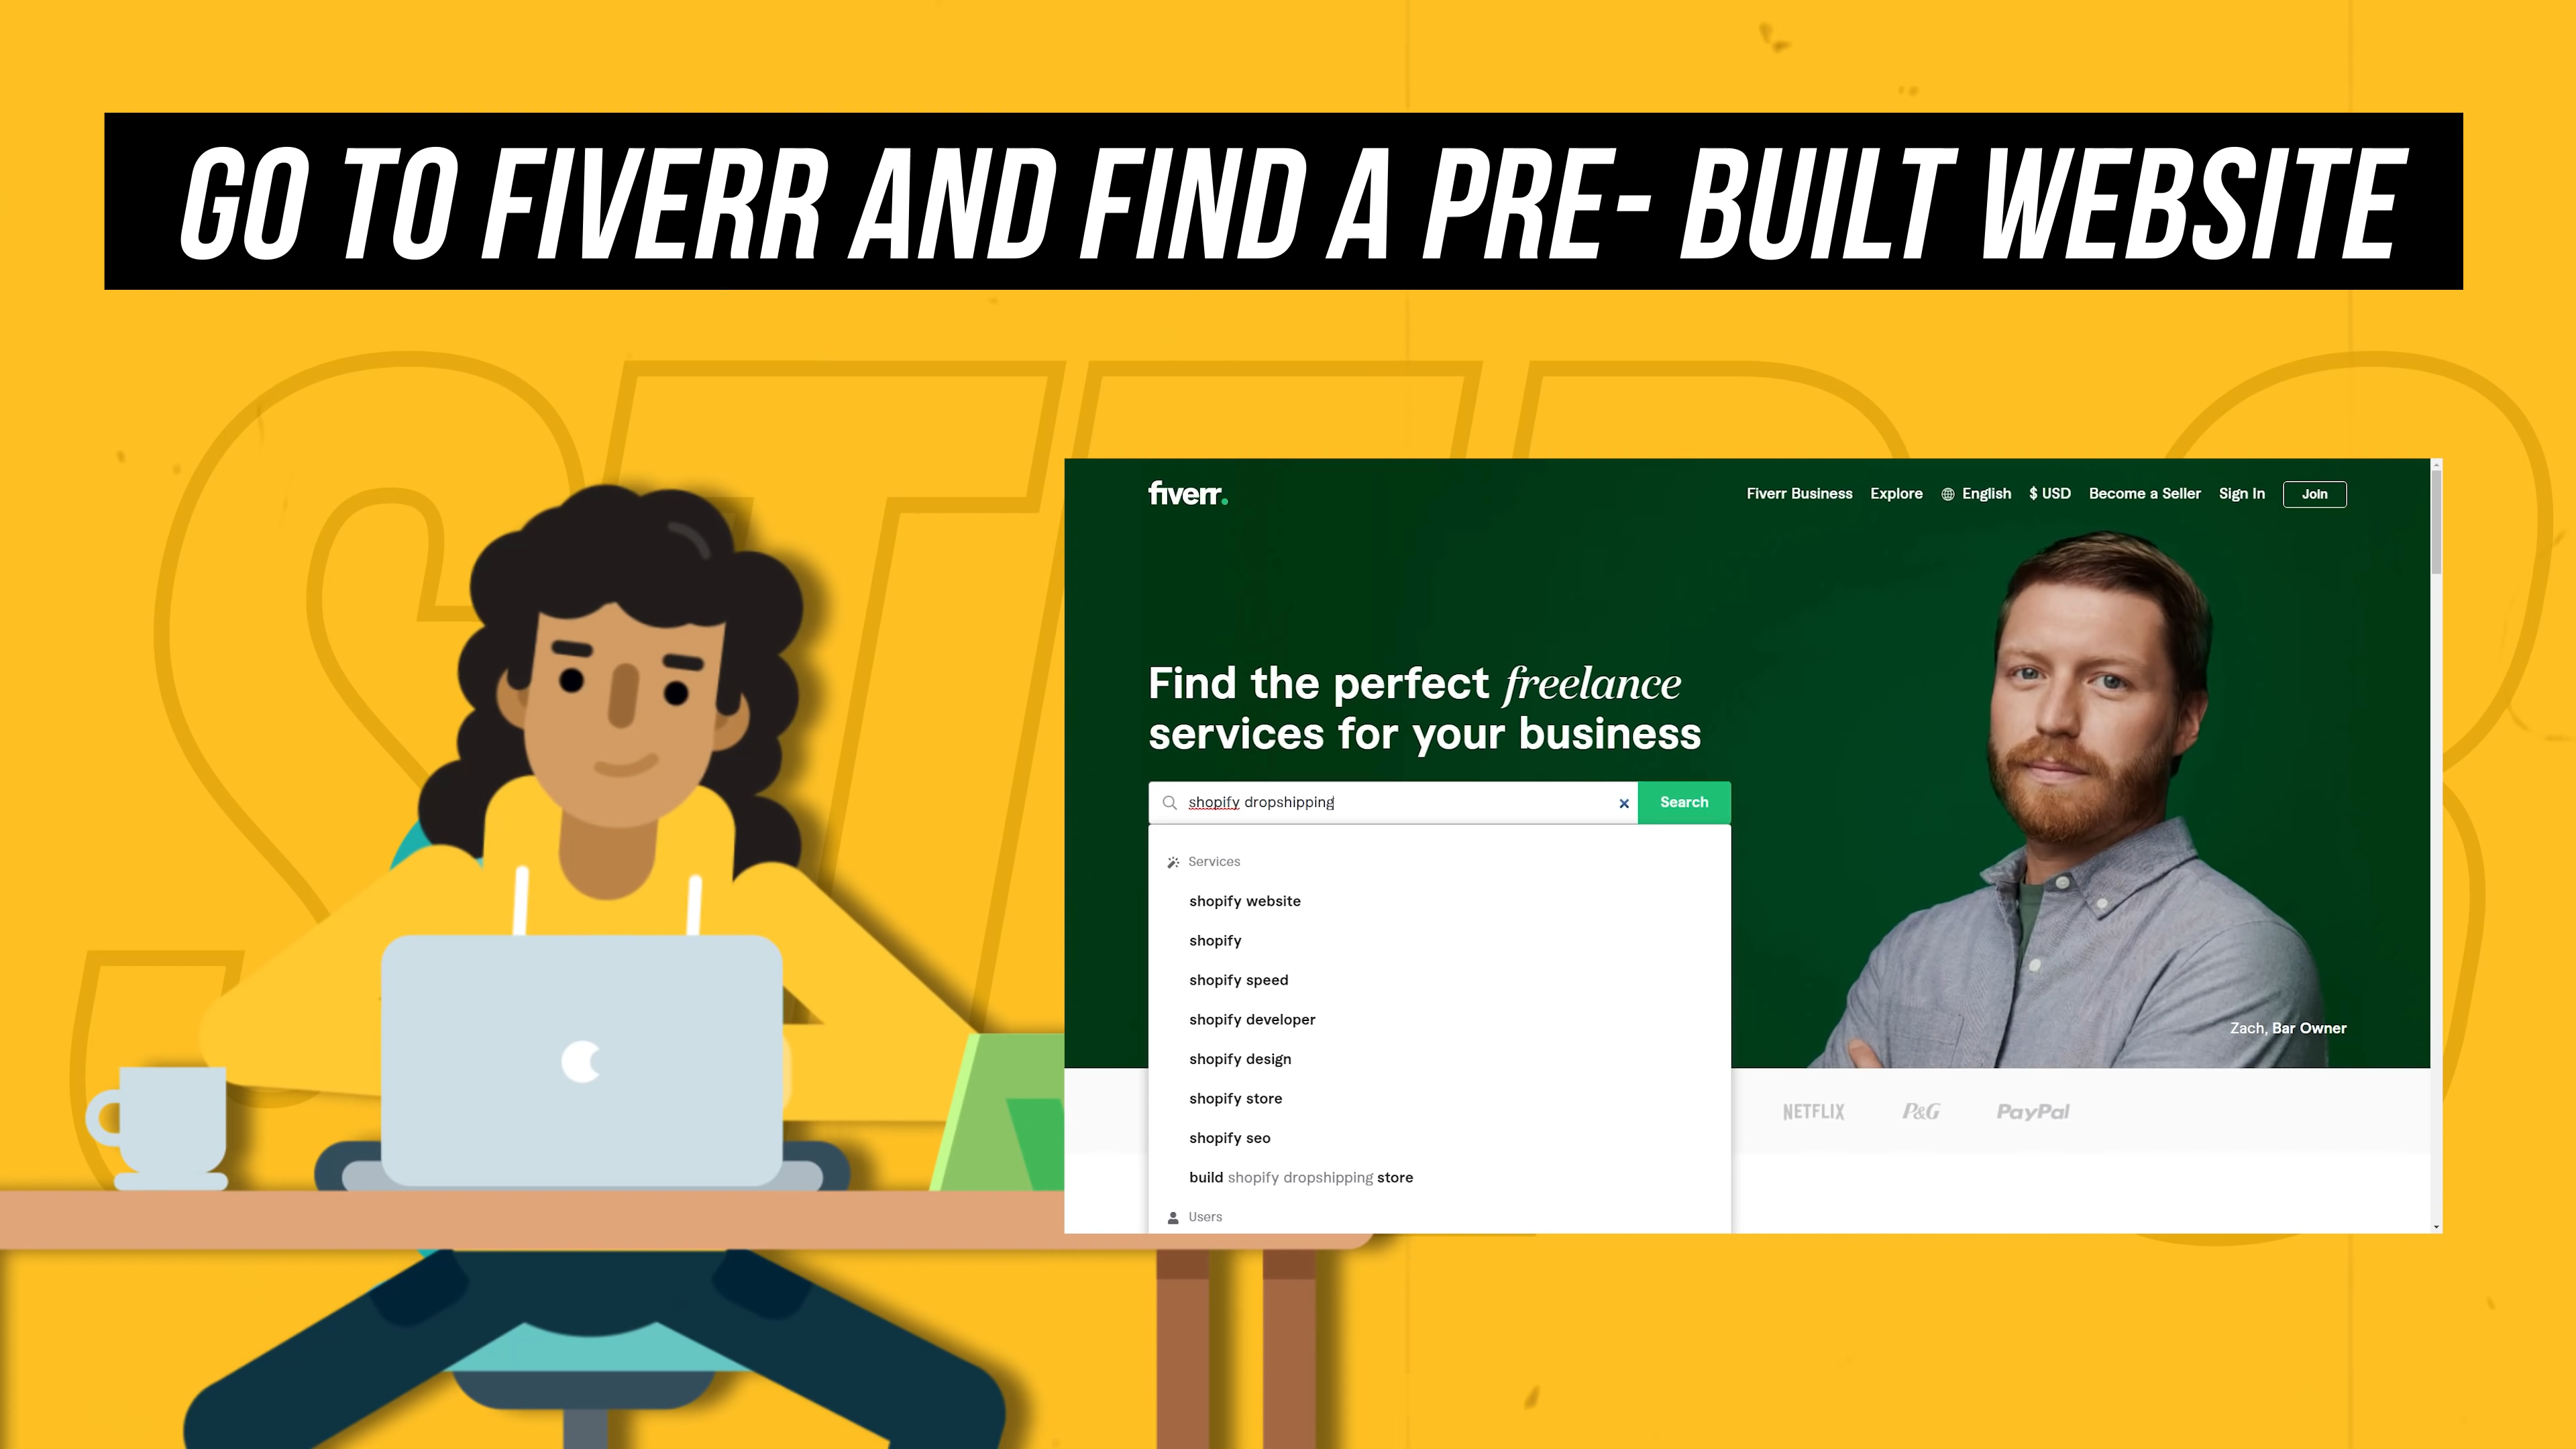 GO TO FIVERR AND FIND A PRE- BUILT WEBSITE
STEP 3
fiverr.
Fiverr Business Explore English $ USD Become a Seller Sign In Join
Find the perfect freelance
services for your business
shopify dropshipping
Search
Services
shopify website
shopify
shopify speed
shopify developer
shopify design
shopify store
shopify seo
build shopify dropshipping store
Users
Zach, Bar Owner
NETFLIX P&G PayPal